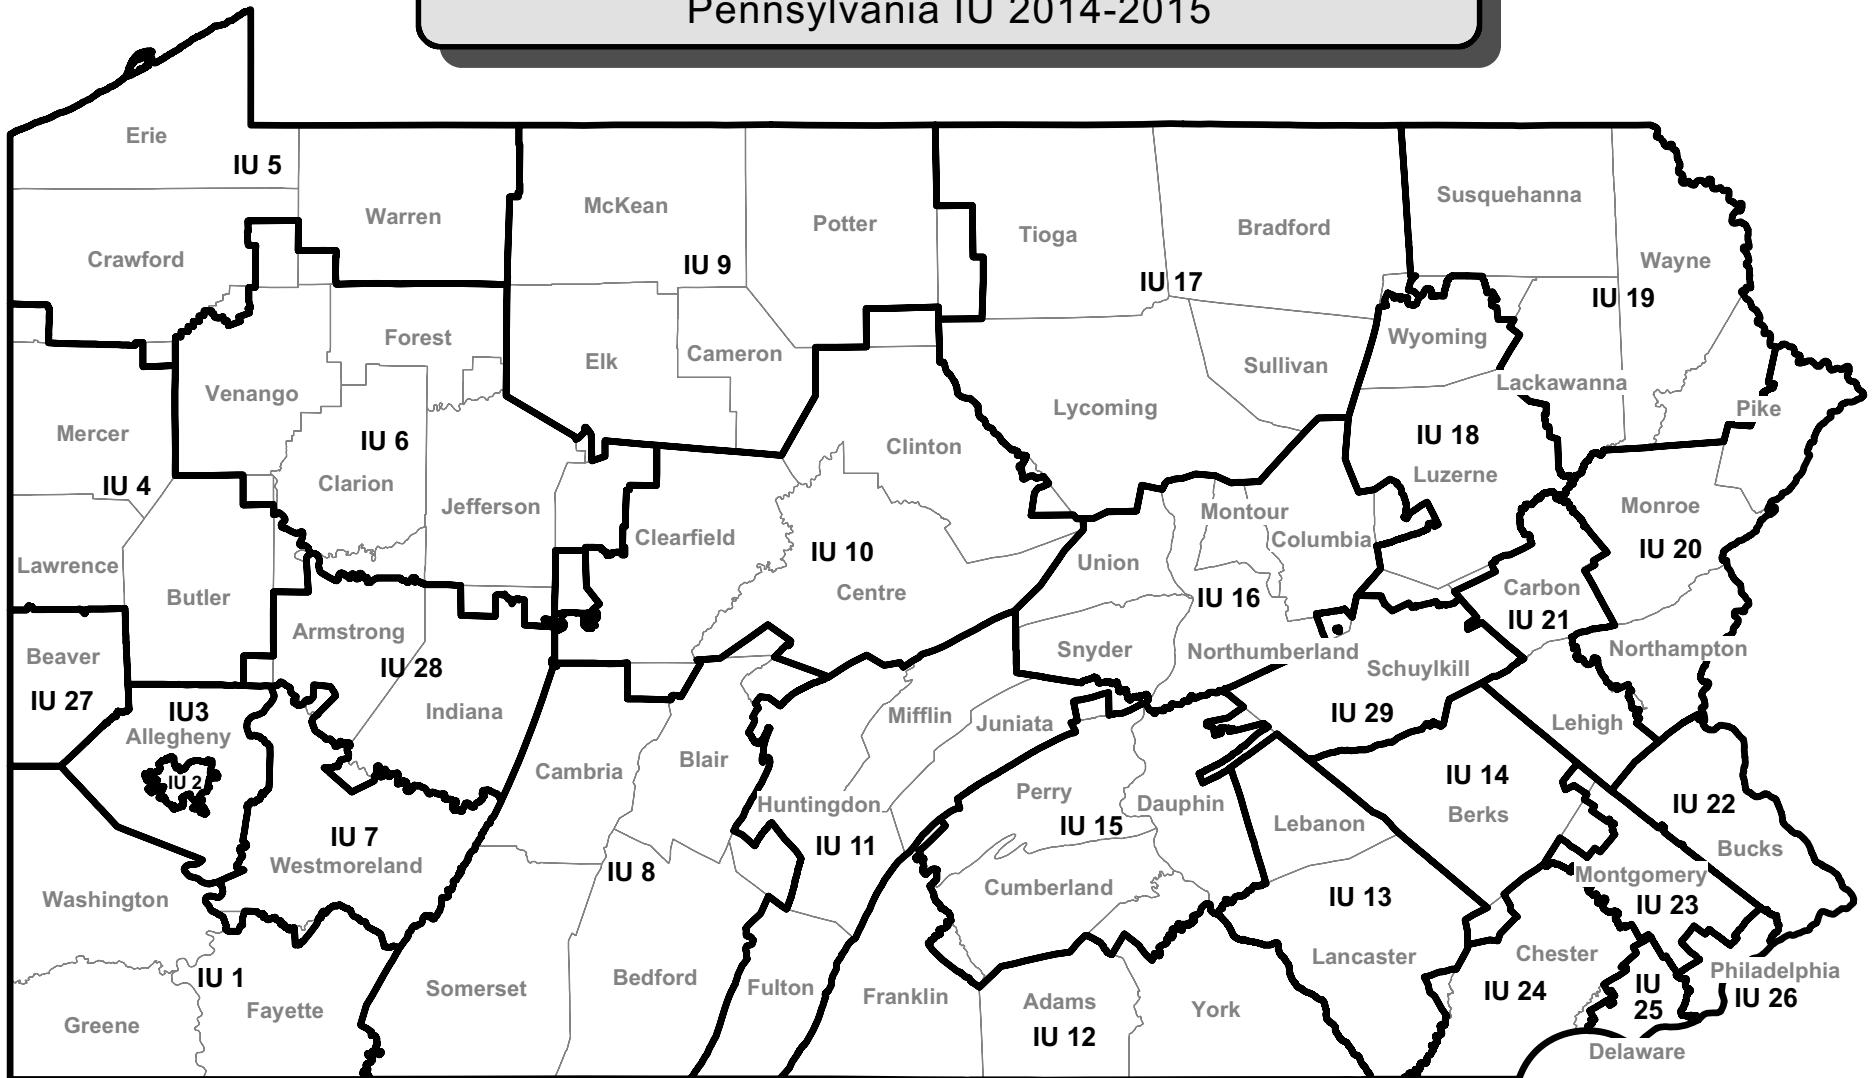 Pennsylvania IU 2014-2015
Erie
IU 5
Warren
McKean
Potter
Tioga
Bradford
Susquehanna
Wayne
Crawford
IU 9
IU 17
IU 19
Forest
Elk
Cameron
Venango
Sullivan
Wyoming
Lackawanna
Lycoming
Pike
Mercer
IU 6
Clinton
IU 18
IU 4
Clarion
Luzerne
Jefferson
Clearfield
Montour
Columbia
Monroe
IU 10
IU 20
Lawrence
Butler
Centre
Union
IU 16
Carbon
IU 21
Armstrong
Beaver
IU 28
Snyder
Northumberland
Schuylkill
Northampton
IU 27
IU3
Allegheny
Indiana
Mifflin
Juniata
IU 29
Lehigh
IU 2
Cambria
Blair
Huntingdon
Perry
Dauphin
IU 14
Berks
IU 22
IU 7
Westmoreland
IU 11
IU 15
Lebanon
Bucks
IU 8
Cumberland
Montgomery
IU 23
Washington
IU 13
IU 1
Fayette
Greene
Somerset
Bedford
Fulton
Franklin
Adams
IU 12
York
Lancaster
Chester
IU 24
IU
25
Philadelphia
IU 26
Delaware